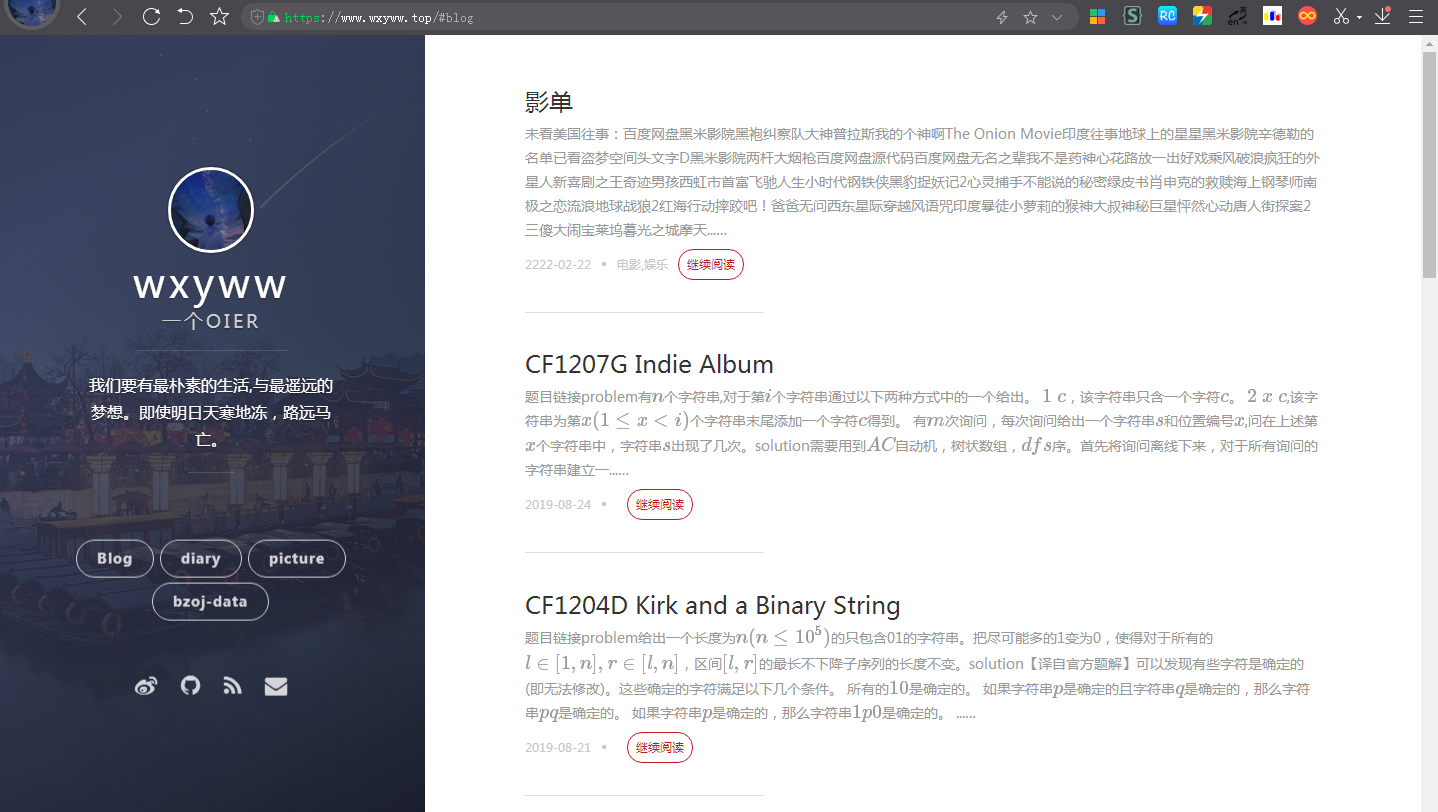 https://www.wxyww.top/#blog
wxyww
一个OIER
我们要有最朴素的生活,与最遥远的
梦想。即使明日天寒地冻，路远马
亡。
Blog
diary
picture
bzoj-data
影单
未看美国往事：百度网盘黑米影院黑袍纠察队大神普拉斯我的个神啊The Onion Movie印度往事地球上的星星黑米影院辛德勒的
名单已看盗梦空间头文字D黑米影院两杆大烟枪百度网盘源代码百度网盘无名之辈我不是药神心花路放一出好戏乘风破浪疯狂的外
星人新喜剧之王奇迹男孩西虹市首富飞驰人生小时代钢铁侠黑豹捉妖记2心灵捕手不能说的秘密绿皮书肖申克的救赎海上钢琴师南
极之恋流浪地球战狼2红海行动摔跤吧！爸爸无问西东星际穿越风语咒印度暴徒小萝莉的猴神大叔神秘巨星怦然心动唐人街探案2
三傻大闹宝莱坞暮光之城摩天......
2222-02-22 • 电影,娱乐 继续阅读
CF1207G Indie Album
题目链接problem有n个字符串,对于第i个字符串通过以下两种方式中的一个给出。 1 c，该字符串只含一个字符c。 2 x c,该字
符串为第x(1 ≤ x < i)个字符串末尾添加一个字符c得到。 有m次询问，每次询问给出一个字符串s和位置编号x,问在上述第
x个字符串中，字符串s出现了几次。solution需要用到AC自动机，树状数组，dfs序。首先将询问离线下来，对于所有询问的
字符串建立一......
2019-08-24 • 继续阅读
CF1204D Kirk and a Binary String
题目链接problem给出一个长度为n(n ≤ 10⁵)的只包含01的字符串。把尽可能多的1变为0，使得对于所有的
l ∈ [1, n], r ∈ [l, n]，区间[l, r]的最长不下降子序列的长度不变。solution【译自官方题解】可以发现有些字符是确定的
(即无法修改)。这些确定的字符满足以下几个条件。 所有的10是确定的。 如果字符串p是确定的且字符串q是确定的，那么字符
串pq是确定的。 如果字符串p是确定的，那么字符串1p0是确定的。 ......
2019-08-21 • 继续阅读